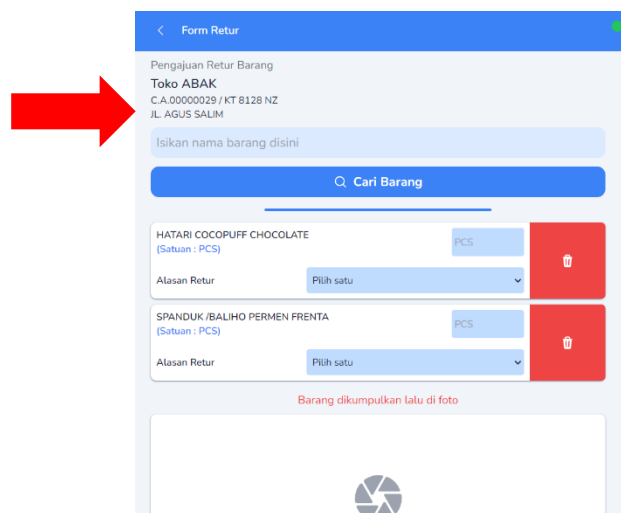 Form Retur
Pengajuan Retur Barang
Toko ABAK
C.A.00000029 / KT 8128 NZ
JL. AGUS SALIM
Isikan nama barang disini
Cari Barang
HATARI COCOPUFF CHOCOLATE
(Satuan : PCS)
PCS
Alasan Retur
Pilih satu
SPANDUK /BALIHO PERMEN FRENTA
(Satuan : PCS)
PCS
Alasan Retur
Pilih satu
Barang dikumpulkan lalu di foto